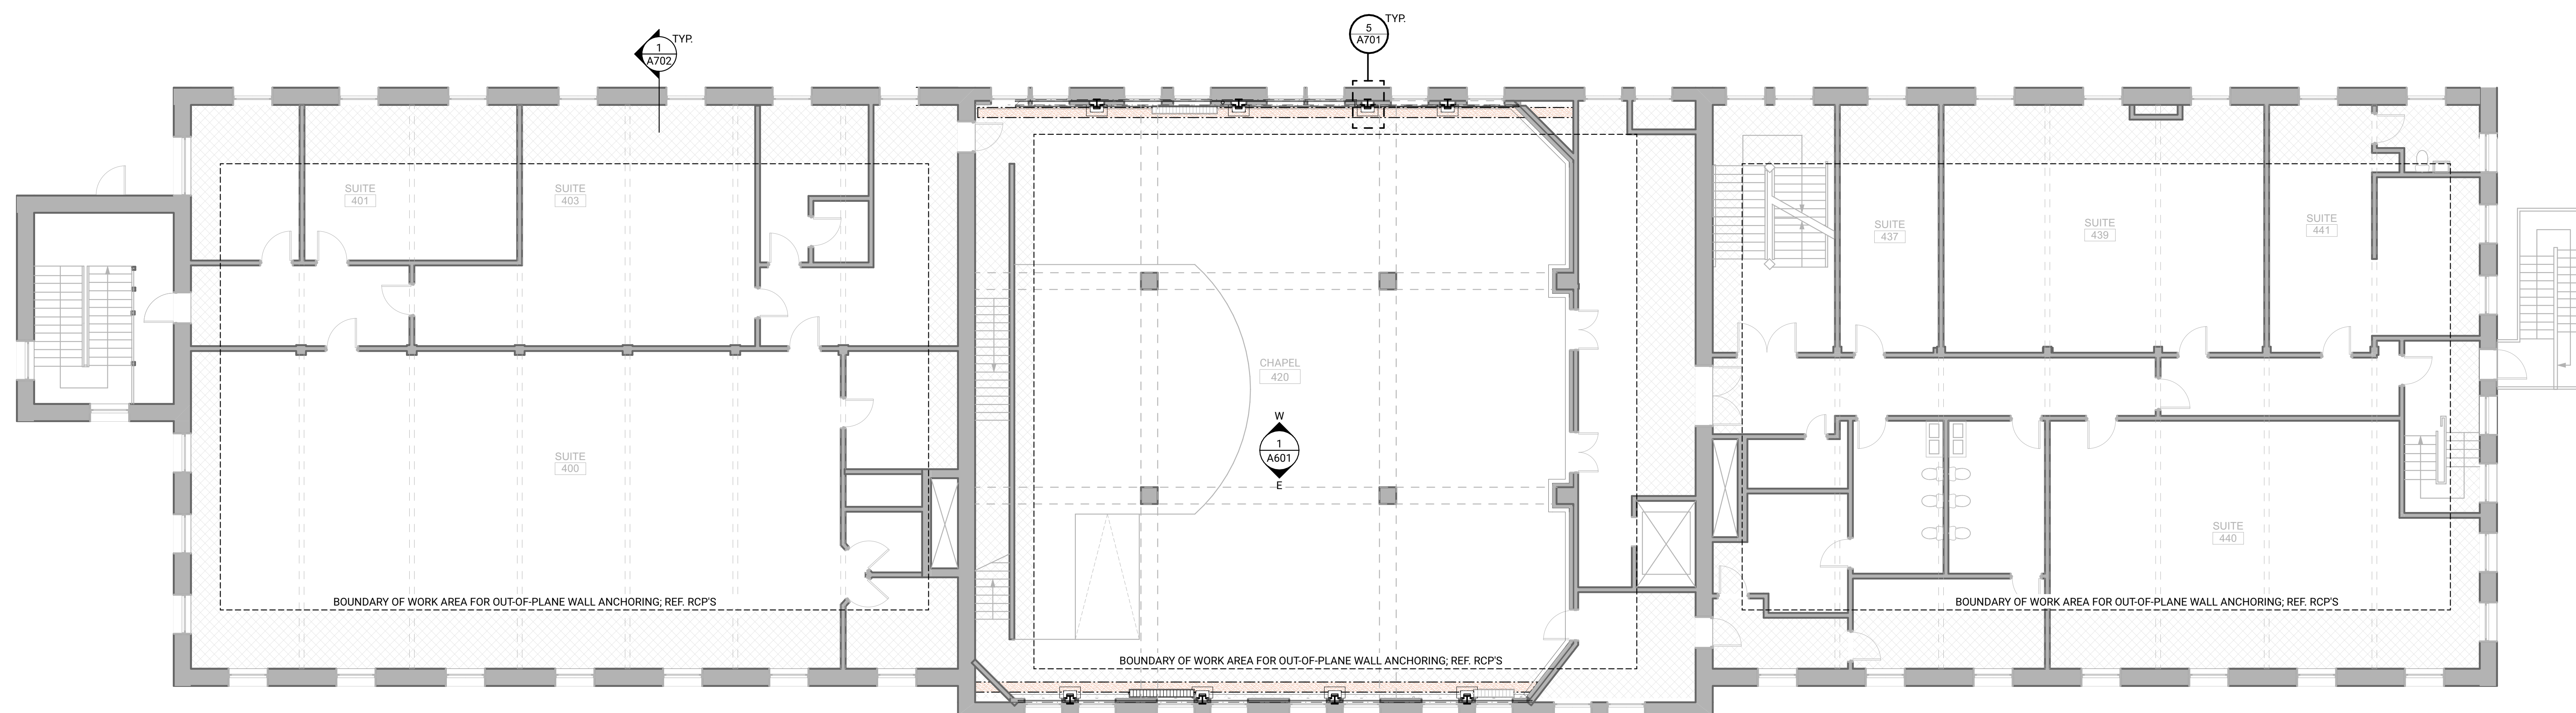 5
A701
TYP.
1
A702
TYP.
SUITE
401
SUITE
403
SUITE
437
SUITE
439
SUITE
441
CHAPEL
420
W
1
A601
E
SUITE
400
SUITE
440
BOUNDARY OF WORK AREA FOR OUT-OF-PLANE WALL ANCHORING; REF. RCP'S
BOUNDARY OF WORK AREA FOR OUT-OF-PLANE WALL ANCHORING; REF. RCP'S
BOUNDARY OF WORK AREA FOR OUT-OF-PLANE WALL ANCHORING; REF. RCP'S